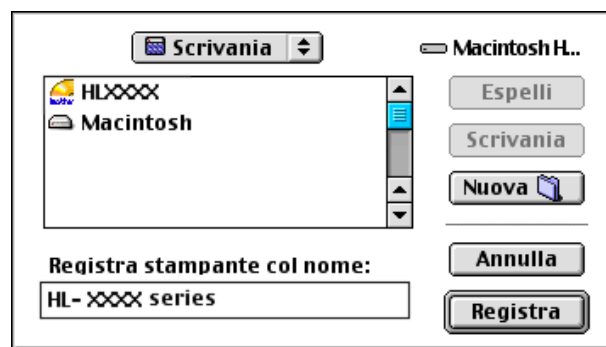 Scrivania
Macintosh H...
HLXXXX
Macintosh
Espelli
Scrivania
Nuova
Registra stampante col nome:
HL- XXXX series
Annulla
Registra